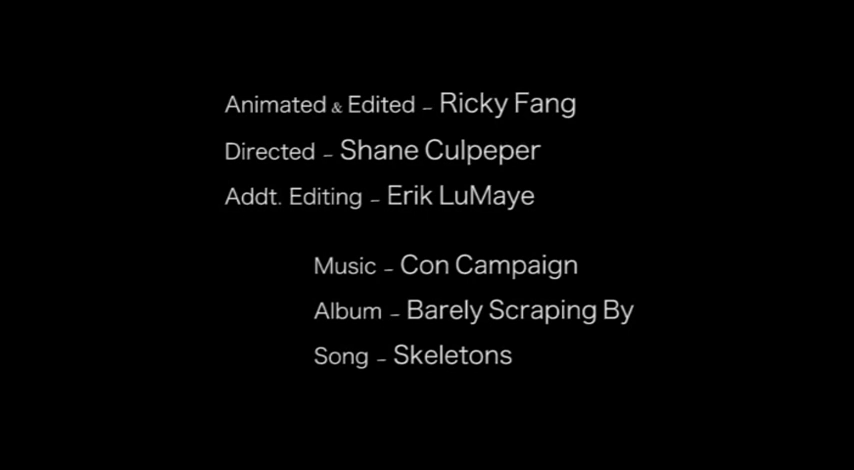 Animated & Edited – Ricky Fang
Directed – Shane Culpeper
Addt. Editing – Erik LuMaye
Music – Con Campaign
Album – Barely Scraping By
Song – Skeletons